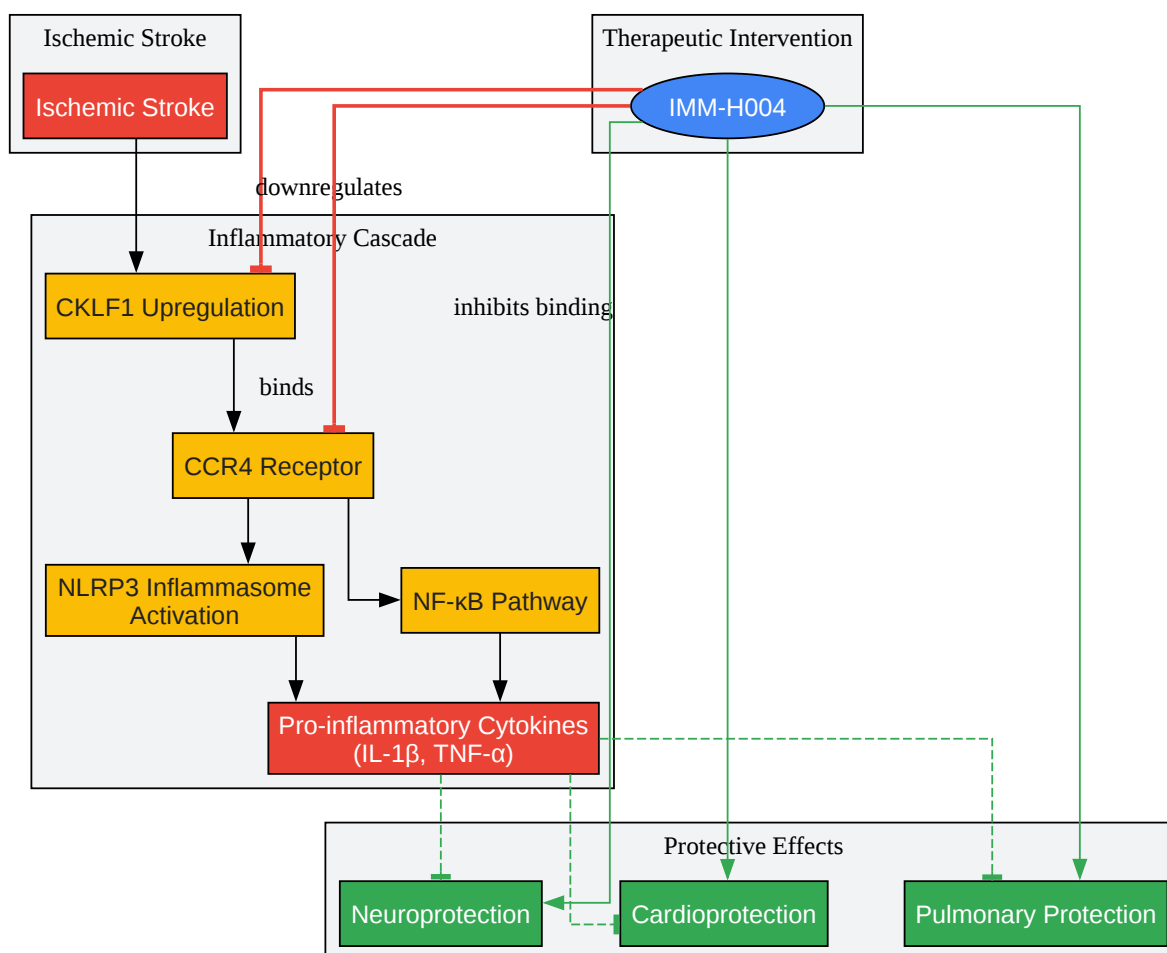 Ischemic Stroke
Therapeutic Intervention
Ischemic Stroke
IMM-H004
downregulates
Inflammatory Cascade
CKLF1 Upregulation
inhibits binding
binds
CCR4 Receptor
NLRP3 Inflammasome
Activation
NF-κB Pathway
Pro-inflammatory Cytokines
(IL-1β, TNF-α)
Protective Effects
Neuroprotection
Cardioprotection
Pulmonary Protection